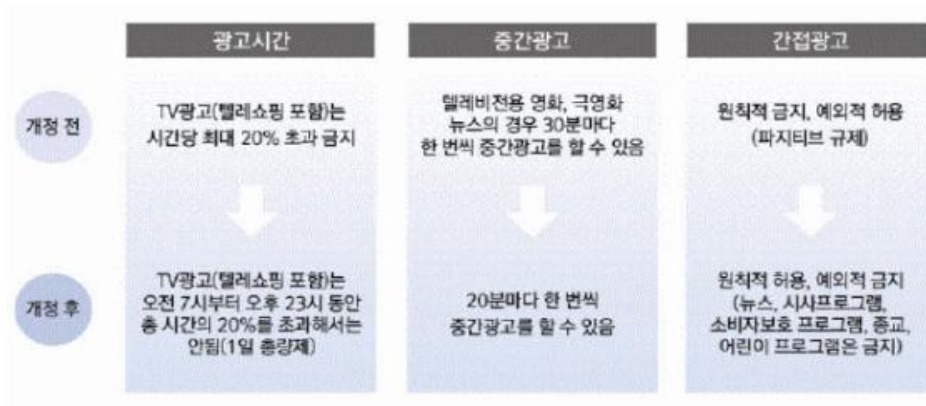 광고시간
중간광고
간접광고
개정 전
TV광고(텔레쇼핑 포함)는
시간당 최대 20% 초과 금지
텔레비전용 영화, 극영화
뉴스의 경우 30분마다
한 번씩 중간광고를 할 수 있음
원칙적 금지, 예외적 허용
(파지티브 규제)
개정 후
TV광고(텔레쇼핑 포함)는
오전 7시부터 오후 23시 동안
총 시간의 20%를 초과해서는
안됨(1일 총량제)
20분마다 한 번씩
중간광고를 할 수 있음
원칙적 허용, 예외적 금지
(뉴스, 시사프로그램,
소비자보호 프로그램, 종교,
어린이 프로그램은 금지)